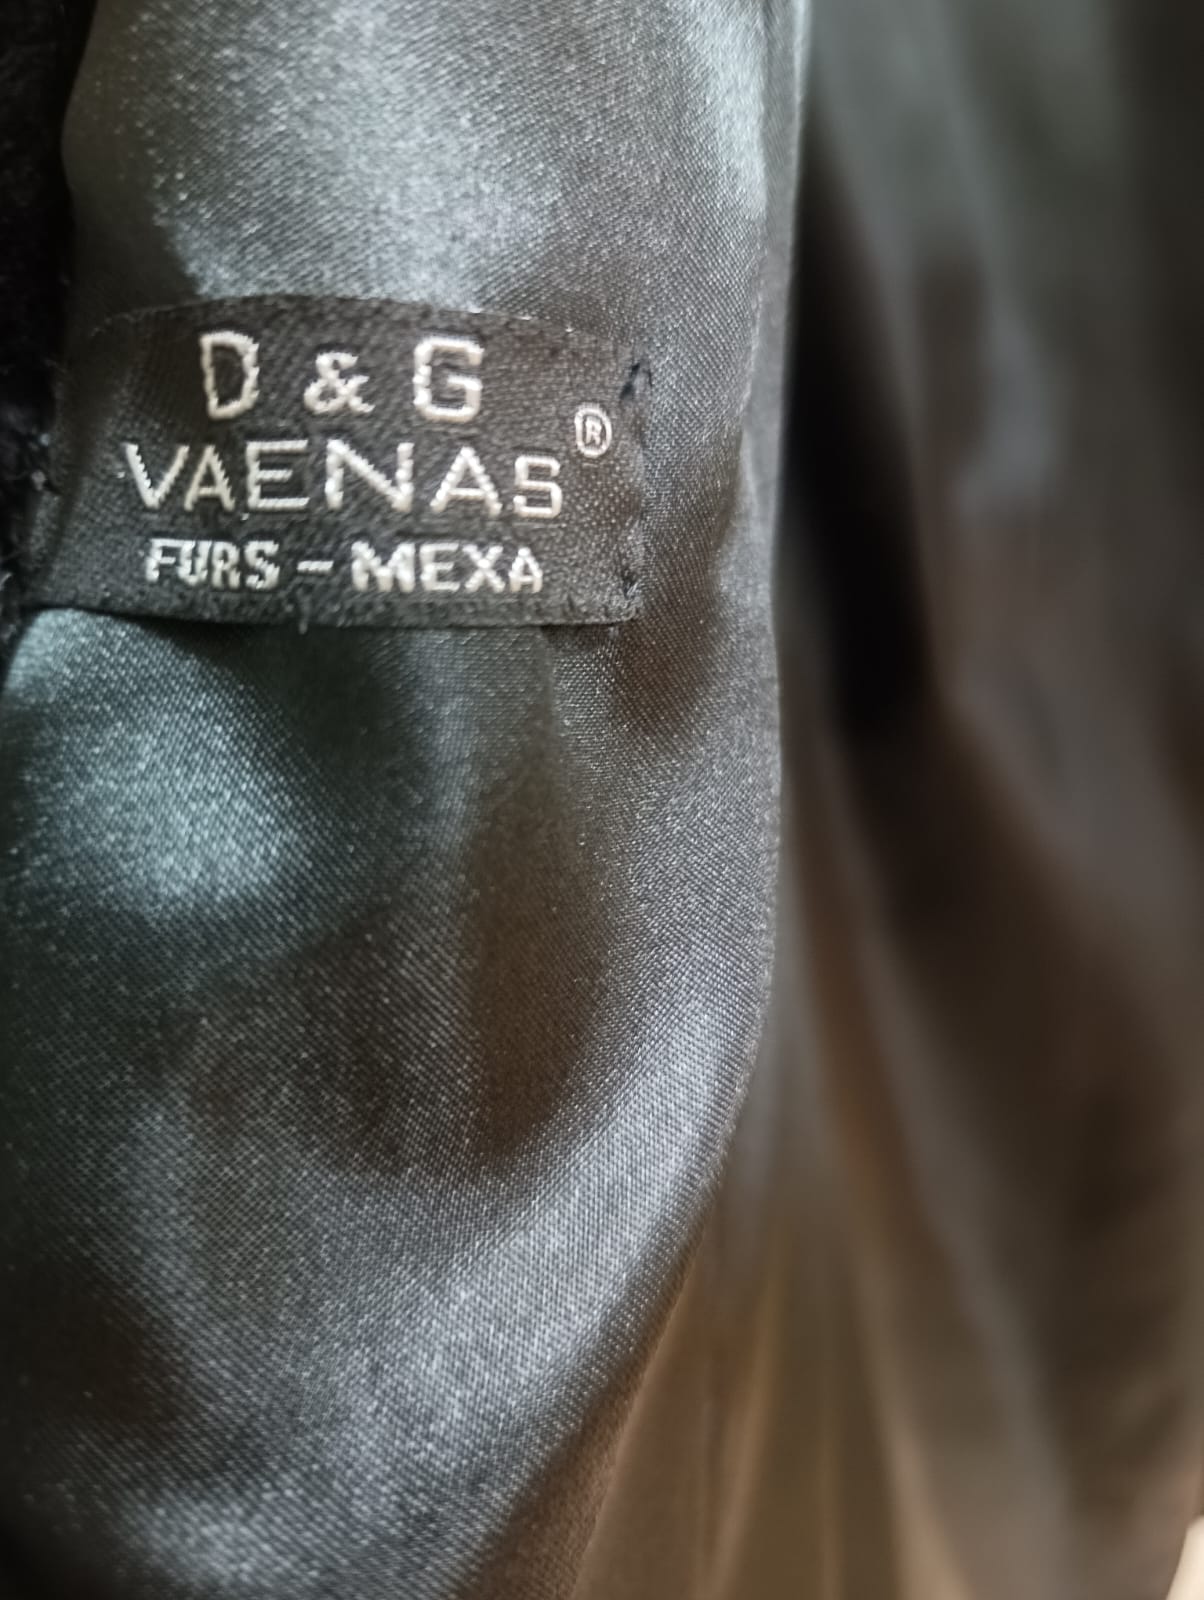 D & G
VAENAS ®
FURS – MEXA